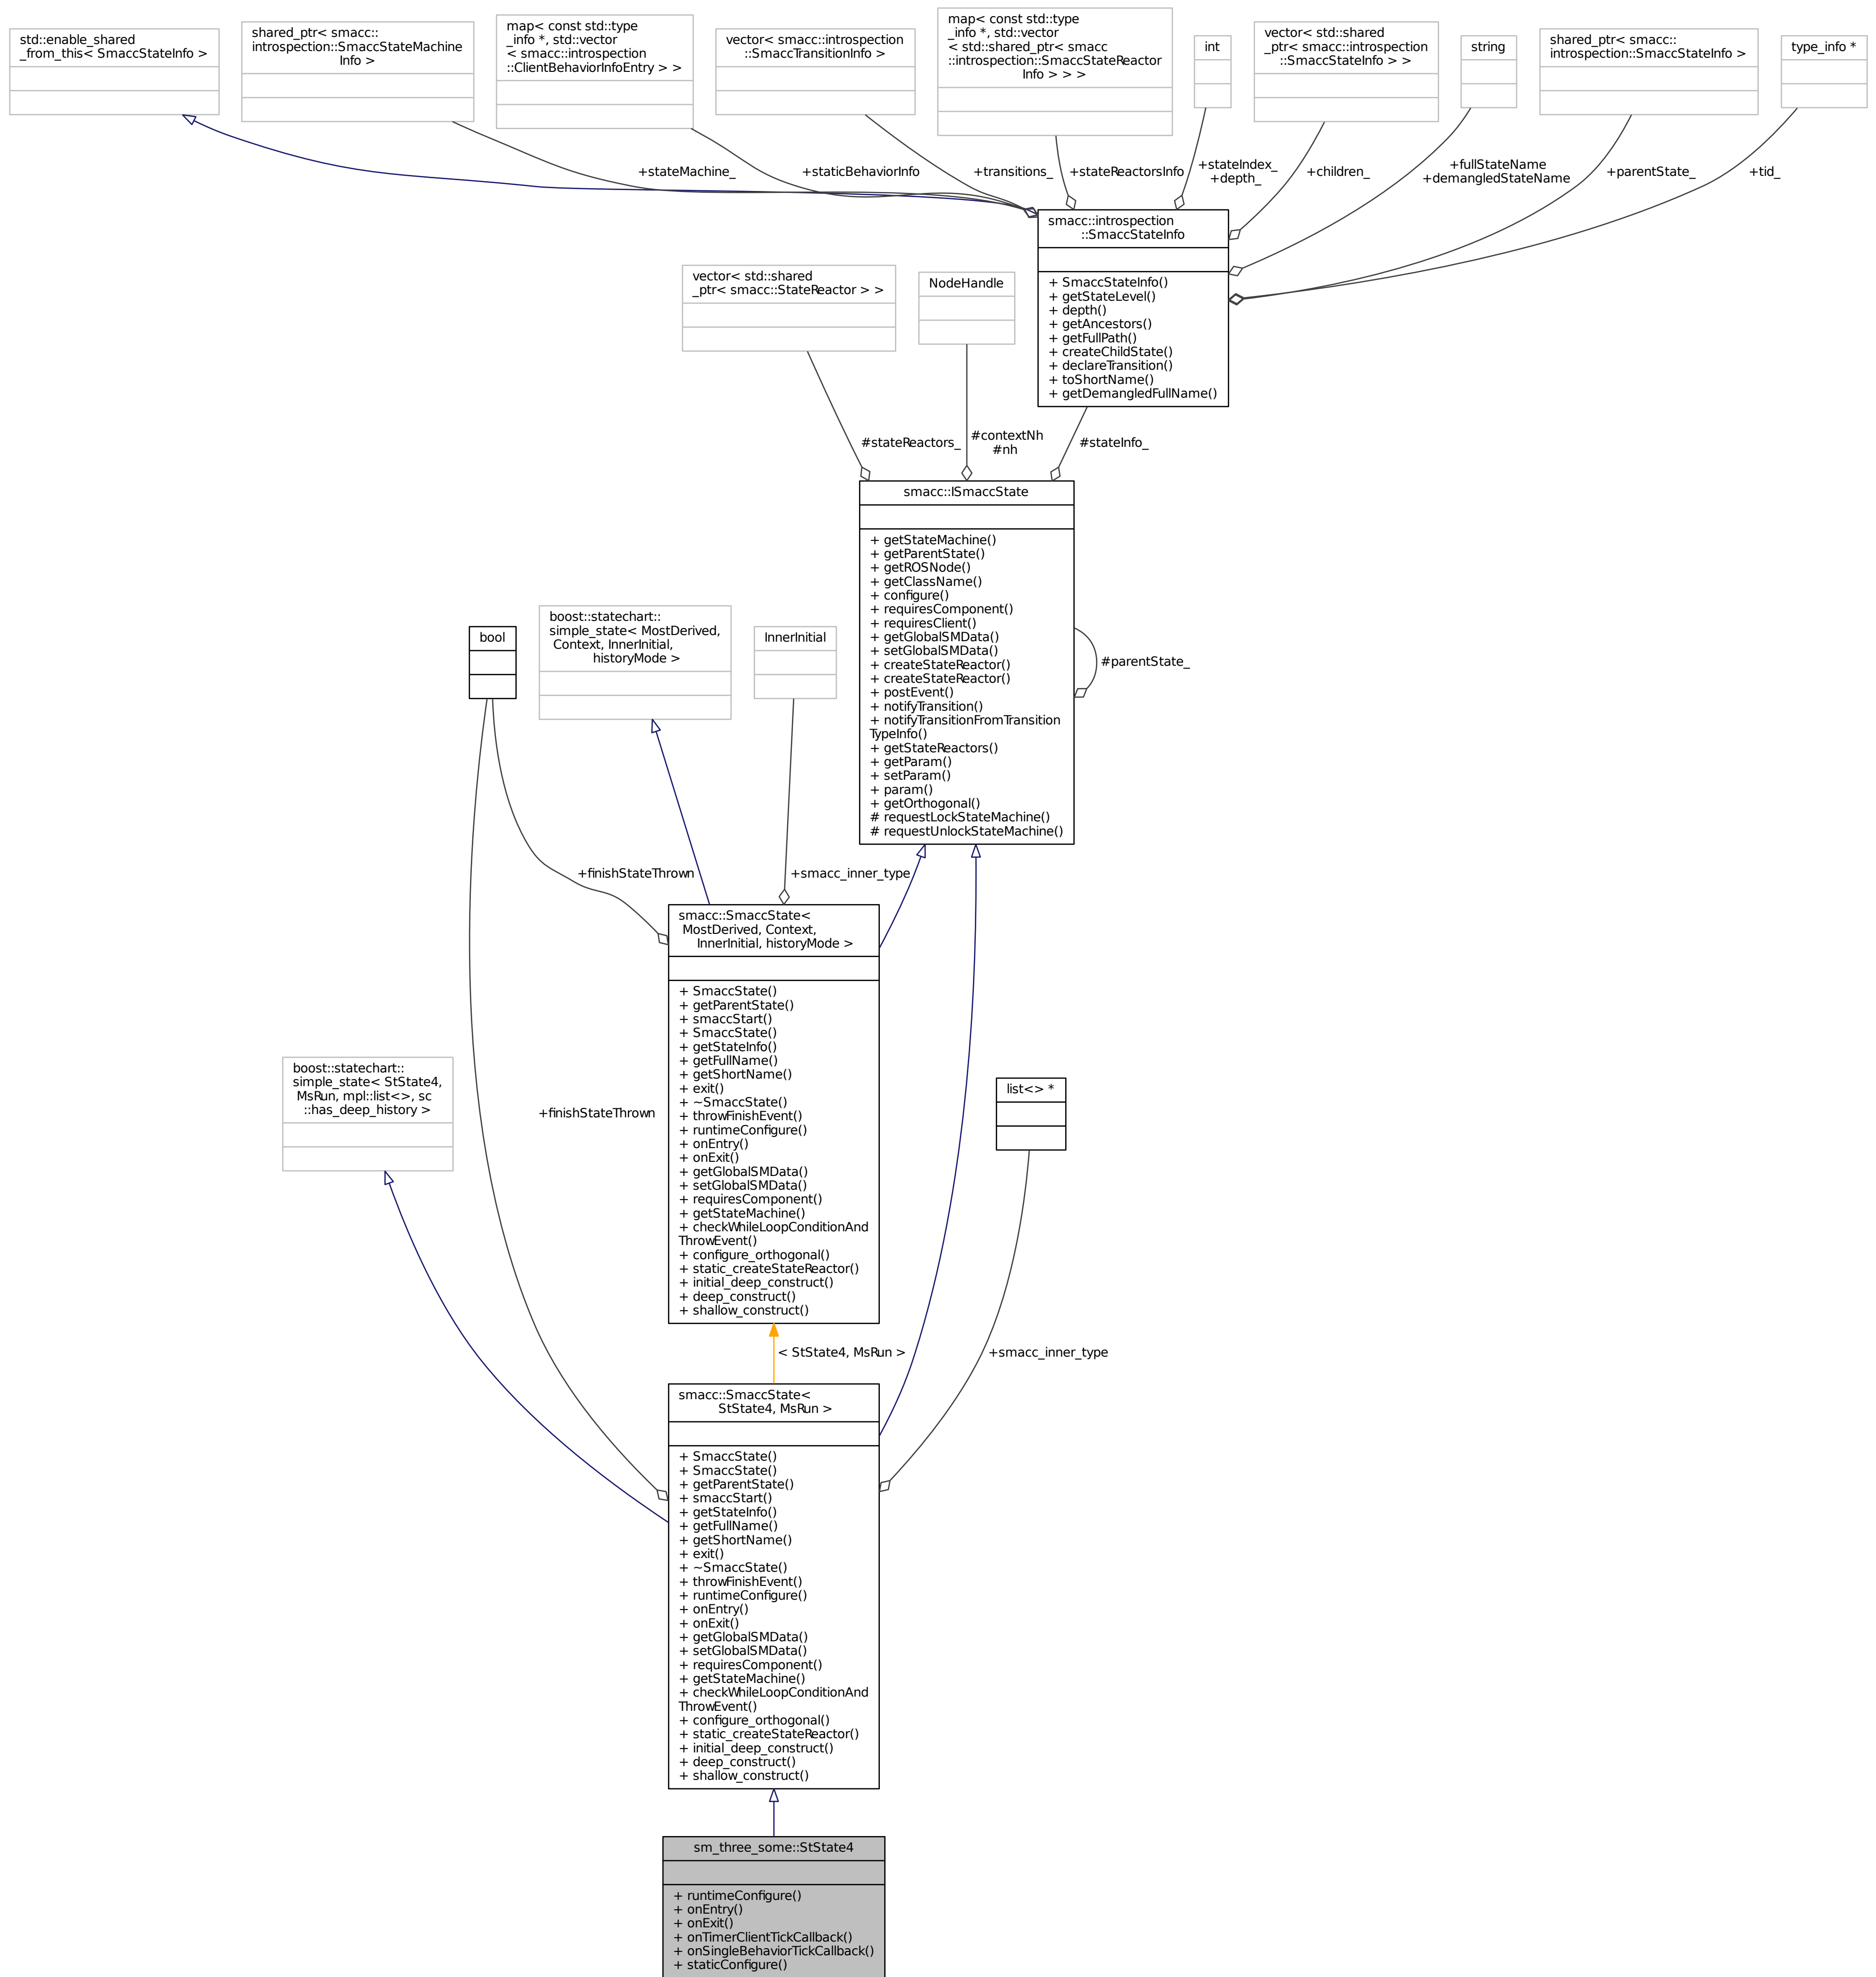 std::enable_shared
_from_this< SmaccStateInfo >
shared_ptr< smacc::
introspection::SmaccStateMachine
Info >
map< const std::type
_info *, std::vector
< smacc::introspection
::ClientBehaviorInfoEntry > >
vector< smacc::introspection
::SmaccTransitionInfo >
map< const std::type
_info *, std::vector
< std::shared_ptr< smacc
::introspection::SmaccStateReactor
Info > > >
int
vector< std::shared
_ptr< smacc::introspection
::SmaccStateInfo > >
string
shared_ptr< smacc::
introspection::SmaccStateInfo >
type_info *
+stateMachine_
+staticBehaviorInfo
+transitions_
+stateReactorsInfo
+stateIndex_
+depth_
+children_
+fullStateName
+demangledStateName
+parentState_
+tid_
smacc::introspection
::SmaccStateInfo
+ SmaccStateInfo()
+ getStateLevel()
+ depth()
+ getAncestors()
+ getFullPath()
+ createChildState()
+ declareTransition()
+ toShortName()
+ getDemangledFullName()
vector< std::shared
_ptr< smacc::StateReactor > >
NodeHandle
#stateReactors_
#contextNh
#nh
#stateInfo_
smacc::ISmaccState
+ getStateMachine()
+ getParentState()
+ getROSNode()
+ getClassName()
+ configure()
+ requiresComponent()
+ requiresClient()
+ getGlobalSMData()
+ setGlobalSMData()
+ createStateReactor()
+ createStateReactor()
+ postEvent()
+ notifyTransition()
+ notifyTransitionFromTransition
TypeInfo()
+ getStateReactors()
+ getParam()
+ setParam()
+ param()
+ getOrthogonal()
# requestLockStateMachine()
# requestUnlockStateMachine()
#parentState_
bool
boost::statechart::
simple_state< MostDerived,
Context, InnerInitial,
historyMode >
InnerInitial
+finishStateThrown
+smacc_inner_type
smacc::SmaccState<
MostDerived, Context,
InnerInitial, historyMode >
+ SmaccState()
+ getParentState()
+ smaccStart()
+ SmaccState()
+ getStateInfo()
+ getFullName()
+ getShortName()
+ exit()
+ ~SmaccState()
+ throwFinishEvent()
+ runtimeConfigure()
+ onEntry()
+ onExit()
+ getGlobalSMData()
+ setGlobalSMData()
+ requiresComponent()
+ getStateMachine()
+ checkWhileLoopConditionAnd
ThrowEvent()
+ configure_orthogonal()
+ static_createStateReactor()
+ initial_deep_construct()
+ deep_construct()
+ shallow_construct()
boost::statechart::
simple_state< StState4,
MsRun, mpl::list<>, sc
::has_deep_history >
+finishStateThrown
list<> *
< StState4, MsRun >
+smacc_inner_type
smacc::SmaccState<
StState4, MsRun >
+ SmaccState()
+ SmaccState()
+ getParentState()
+ smaccStart()
+ getStateInfo()
+ getFullName()
+ getShortName()
+ exit()
+ ~SmaccState()
+ throwFinishEvent()
+ runtimeConfigure()
+ onEntry()
+ onExit()
+ getGlobalSMData()
+ setGlobalSMData()
+ requiresComponent()
+ getStateMachine()
+ checkWhileLoopConditionAnd
ThrowEvent()
+ configure_orthogonal()
+ static_createStateReactor()
+ initial_deep_construct()
+ deep_construct()
+ shallow_construct()
sm_three_some::StState4
+ runtimeConfigure()
+ onEntry()
+ onExit()
+ onTimerClientTickCallback()
+ onSingleBehaviorTickCallback()
+ staticConfigure()